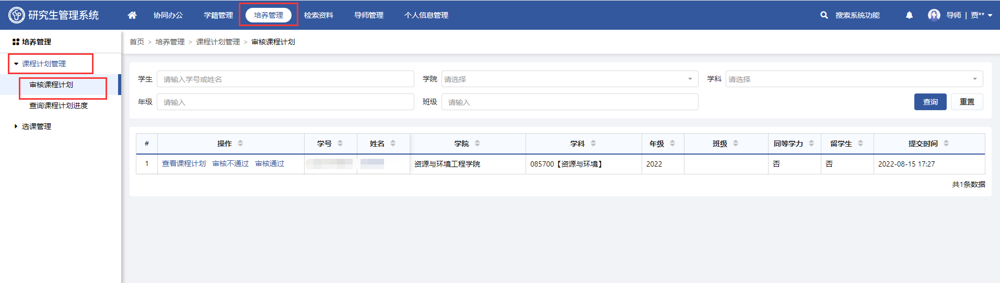 研究生管理系统 协同办公 学籍管理 培养管理 检索资料 导师管理 个人信息管理 搜索系统功能 导师 | 贾**
培养管理
课程计划管理
审核课程计划
查询课程计划进度
选课管理
首页 > 培养管理 > 课程计划管理 > 审核课程计划
学生 请输入学号或姓名 学院 请选择 学科 请选择
年级 请输入 班级 请输入 查询 重置
# 操作 学号 姓名 学院 学科 年级 班级 同等学力 留学生 提交时间
1 查看课程计划 审核不通过 审核通过 资源与环境工程学院 085700【资源与环境】 2022 否 否 2022-08-15 17:27
共1条数据